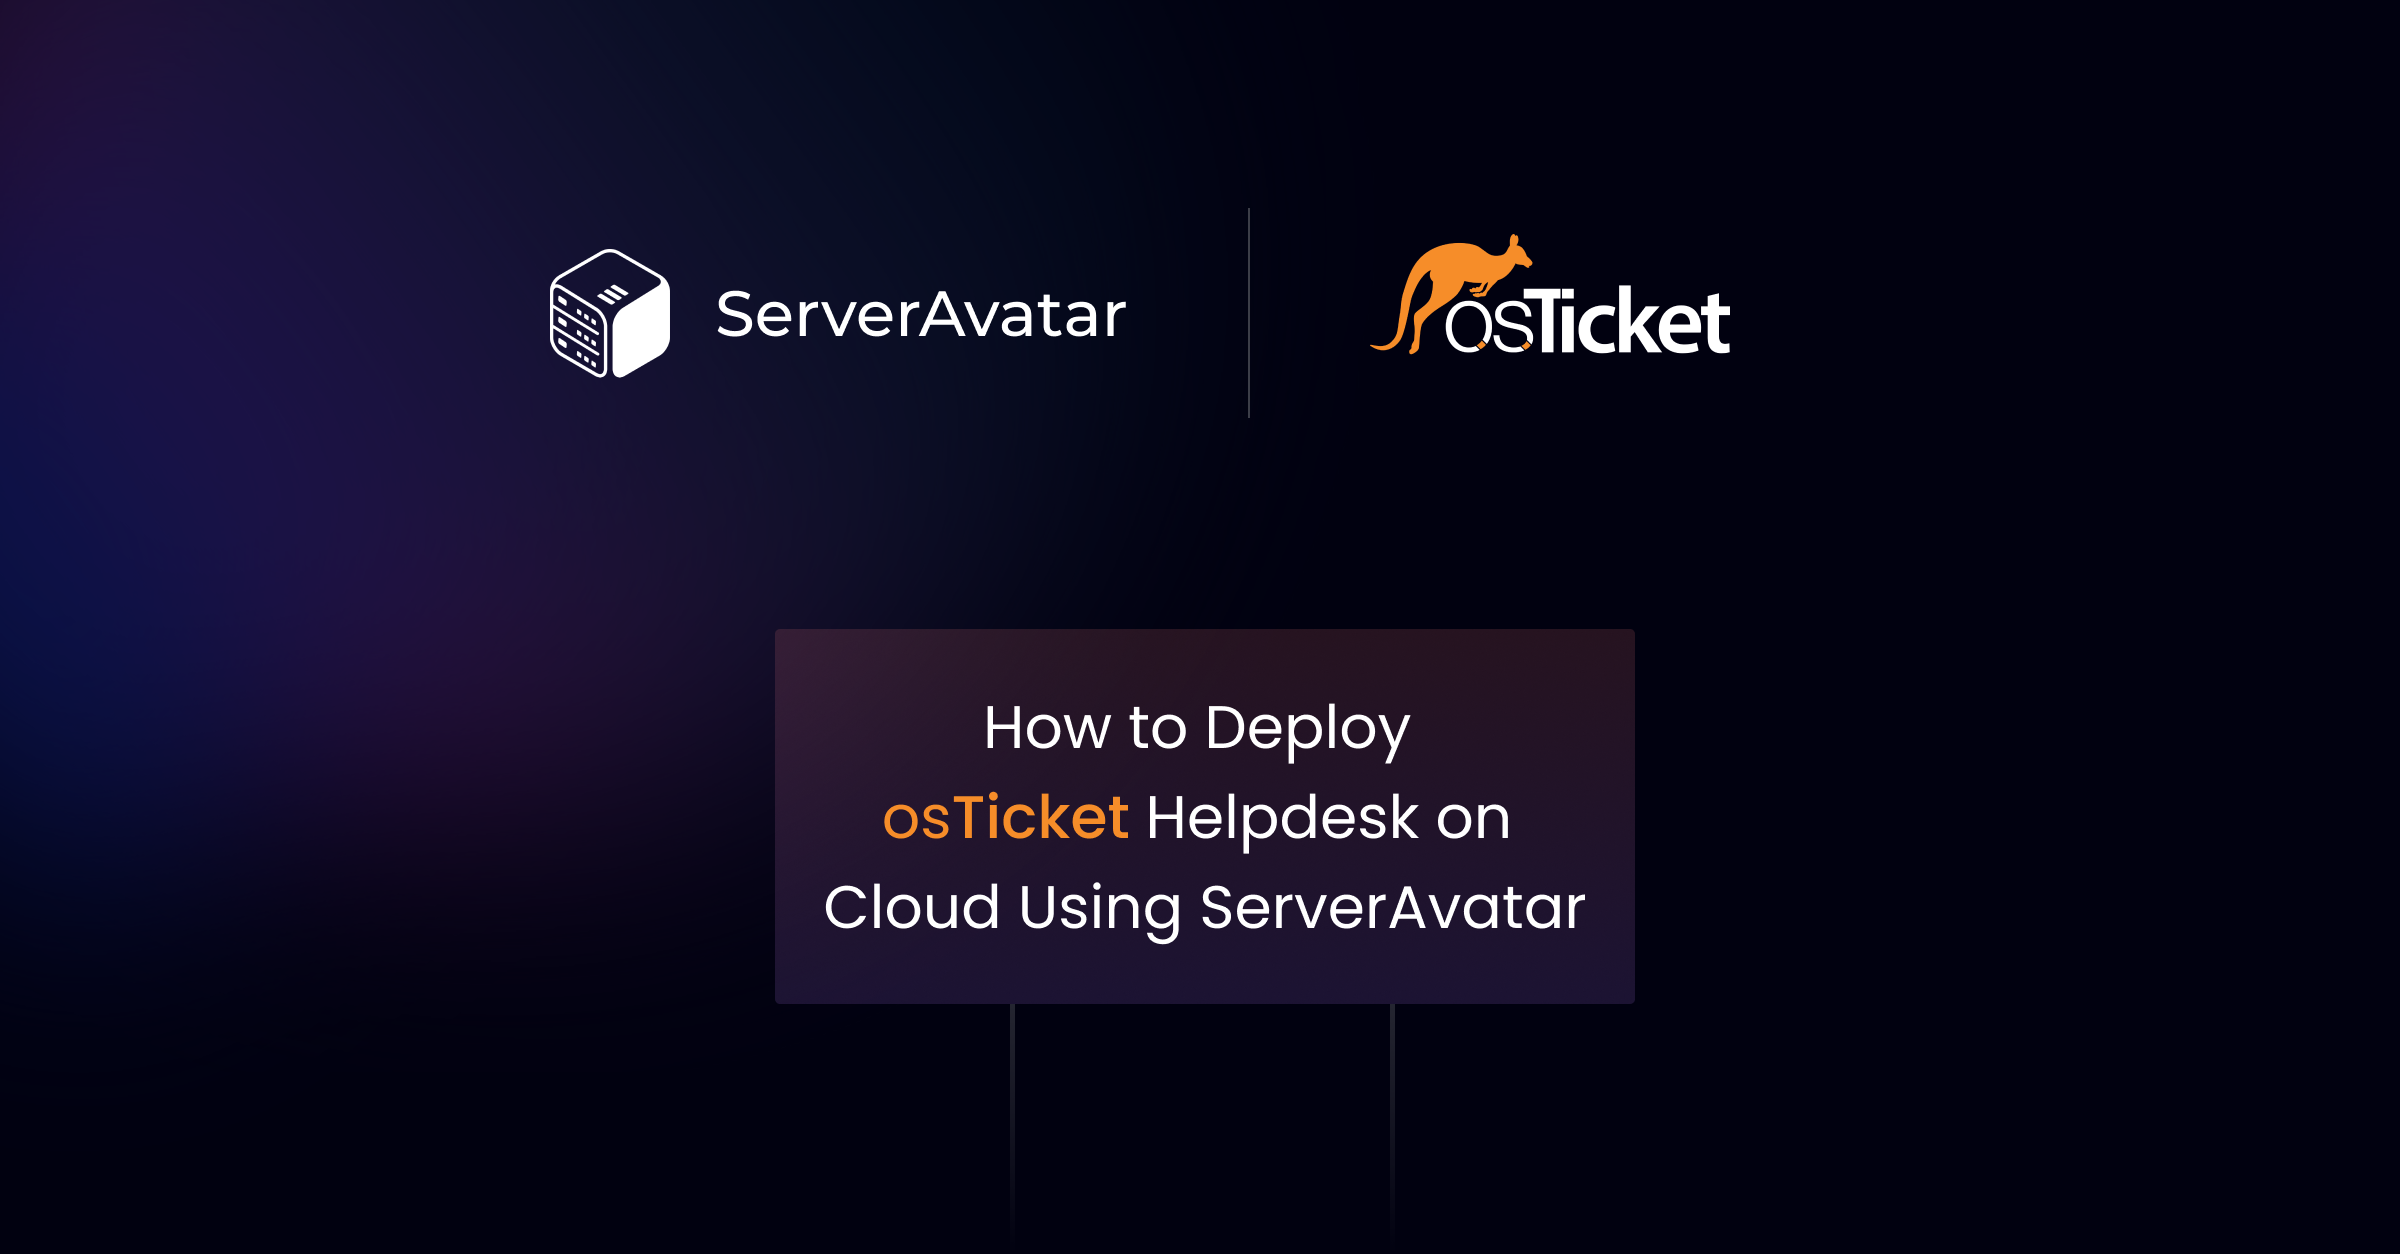 ServerAvatar
osTicket
How to Deploy
osTicket Helpdesk on
Cloud Using ServerAvatar